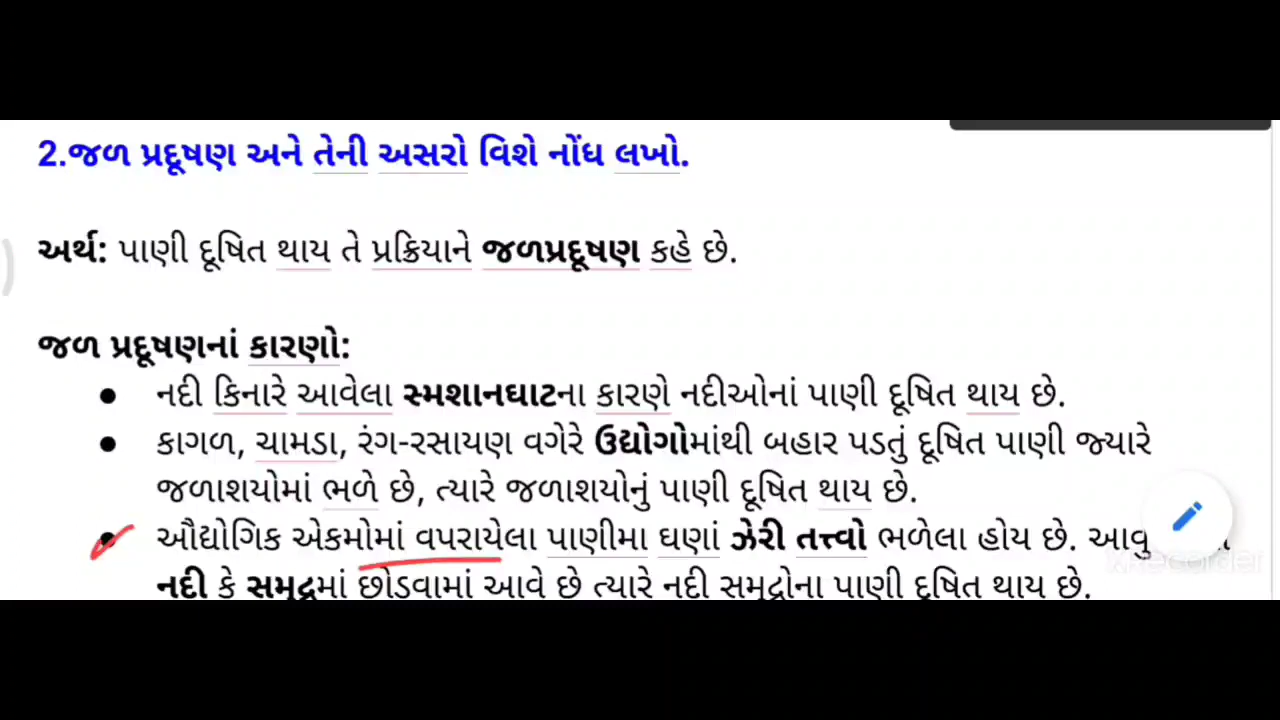 2.જળ પ્રદૂષણ અને તેની અસરો વિશે નોંધ લખો.
અર્થ: પાણી દૂષિત થાય તે પ્રક્રિયાને જળપ્રદૂષણ કહે છે.
જળ પ્રદૂષણનાં કારણો:
● નદી કિનારે આવેલા સ્મશાનઘાટના કારણે નદીઓનાં પાણી દૂષિત થાય છે.
● કાગળ, ચામડા, રંગ-રસાયણ વગેરે ઉદ્યોગોમાંથી બહાર પડતું દૂષિત પાણી જ્યારે
જળાશયોમાં ભળે છે, ત્યારે જળાશયોનું પાણી દૂષિત થાય છે.
● ઔદ્યોગિક એકમોમાં વપરાયેલા પાણીમા ઘણાં ઝેરી તત્ત્વો ભળેલા હોય છે. આવુ
નદી કે સમુદ્રમાં છોડવામાં આવે છે ત્યારે નદી સમુદ્રોના પાણી દૂષિત થાય છે.